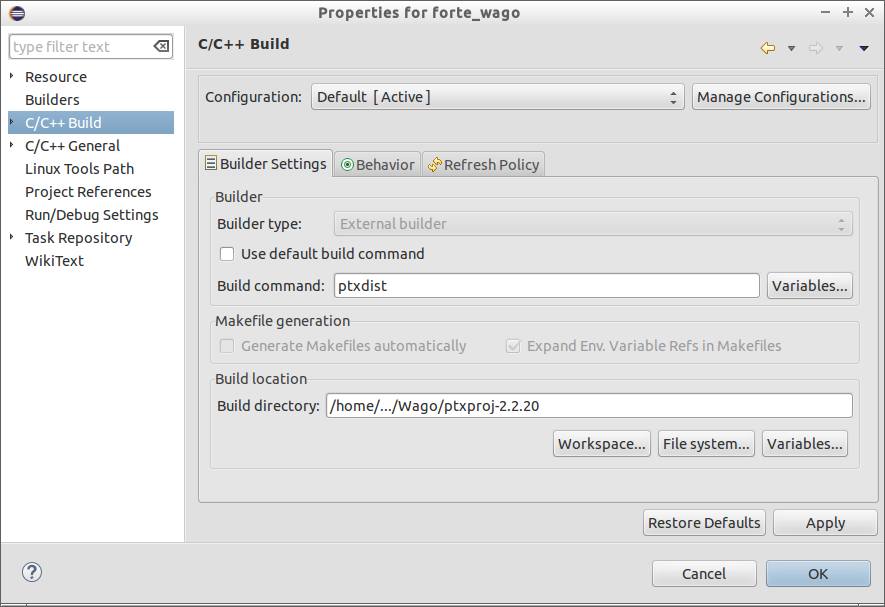 Properties for forte_wago
type filter text
Resource
Builders
C/C++ Build
C/C++ General
Linux Tools Path
Project References
Run/Debug Settings
Task Repository
WikiText
C/C++ Build
Configuration: Default [ Active ] Manage Configurations...
Builder Settings Behavior Refresh Policy
Builder
Builder type: External builder
Use default build command
Build command: ptxdist Variables...
Makefile generation
Generate Makefiles automatically Expand Env. Variable Refs in Makefiles
Build location
Build directory: /home/.../Wago/ptxproj-2.2.20
Workspace... File system... Variables...
Restore Defaults Apply
? Cancel OK